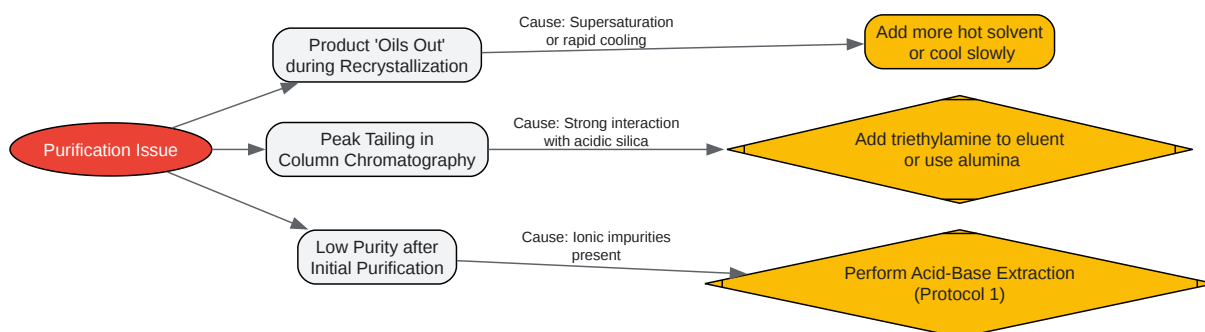 Purification Issue
Product 'Oils Out'
during Recrystallization
Cause: Supersaturation
or rapid cooling
Add more hot solvent
or cool slowly
Peak Tailing in
Column Chromatography
Cause: Strong interaction
with acidic silica
Add triethylamine to eluent
or use alumina
Low Purity after
Initial Purification
Cause: Ionic impurities
present
Perform Acid-Base Extraction
(Protocol 1)